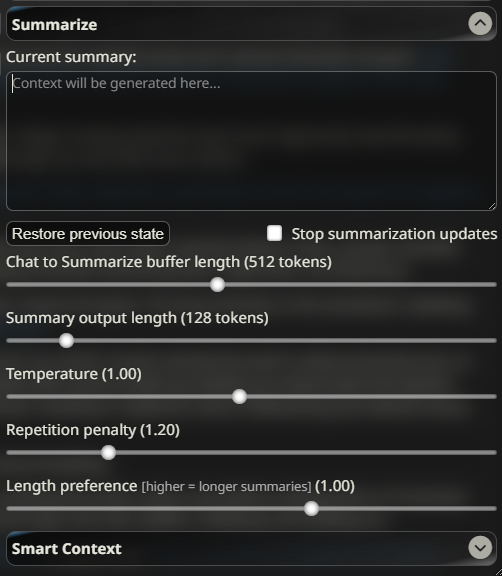 Summarize
Current summary:
Context will be generated here...
Restore previous state
Stop summarization updates
Chat to Summarize buffer length (512 tokens)
Summary output length (128 tokens)
Temperature (1.00)
Repetition penalty (1.20)
Length preference [higher = longer summaries] (1.00)
Smart Context